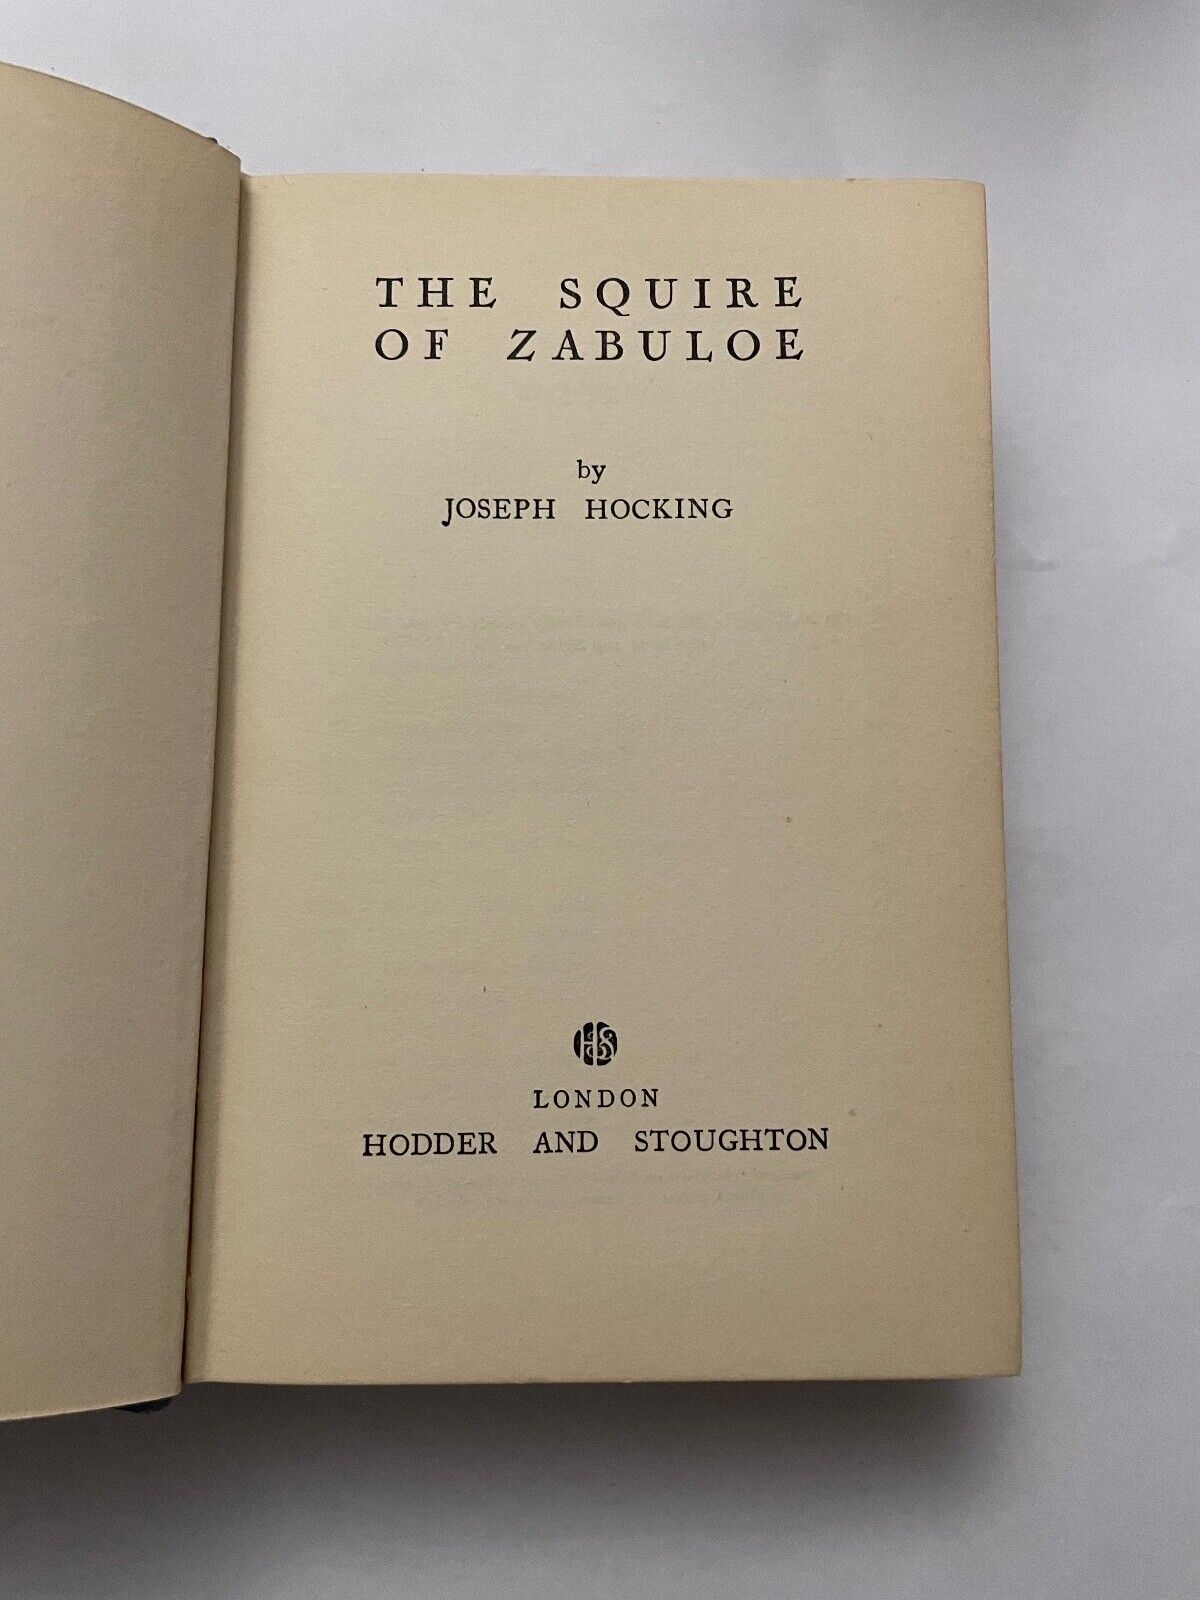 THE SQUIRE
OF ZABULOE
by
JOSEPH HOCKING
H&S
LONDON
HODDER AND STOUGHTON